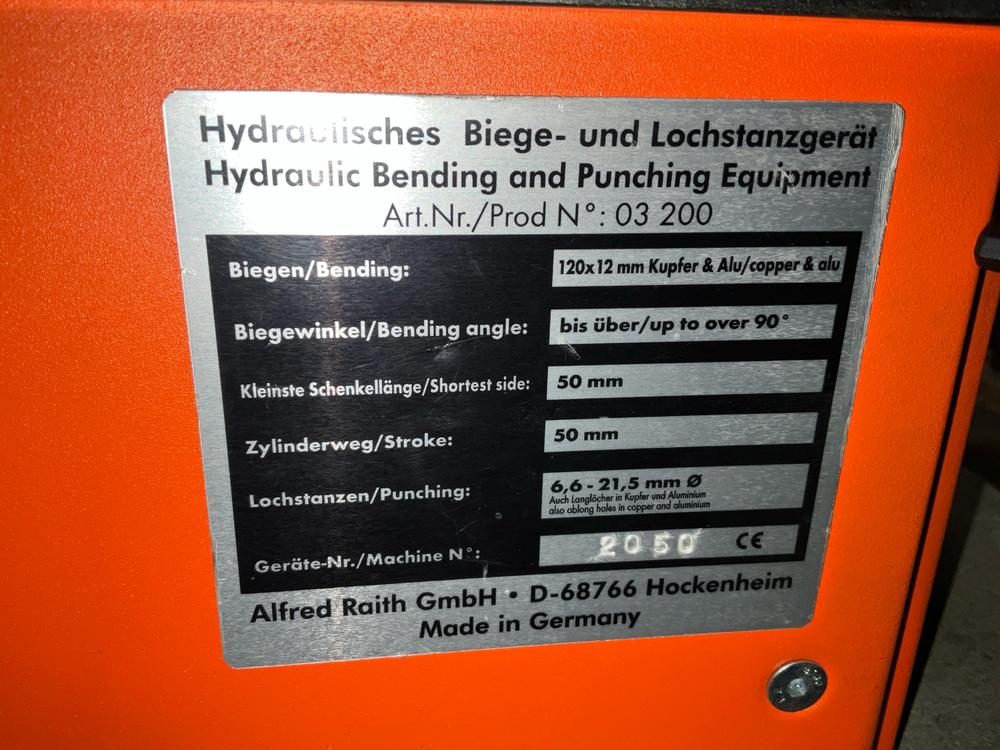 Hydraulisches Biege- und Lochstanzgerät
Hydraulic Bending and Punching Equipment
Art.Nr./Prod N°: 03 200
Biegen/Bending: 120x12 mm Kupfer & Alu/copper & alu
Biegewinkel/Bending angle: bis über/up to over 90°
Kleinste Schenkellänge/Shortest side: 50 mm
Zylinderweg/Stroke: 50 mm
Lochstanzen/Punching: 6,6 - 21,5 mm Ø
Auch Langlöcher in Kupfer und Aluminium
also oblong holes in copper and aluminium
Geräte-Nr./Machine N°: 2050 CE
Alfred Raith GmbH • D-68766 Hockenheim
Made in Germany